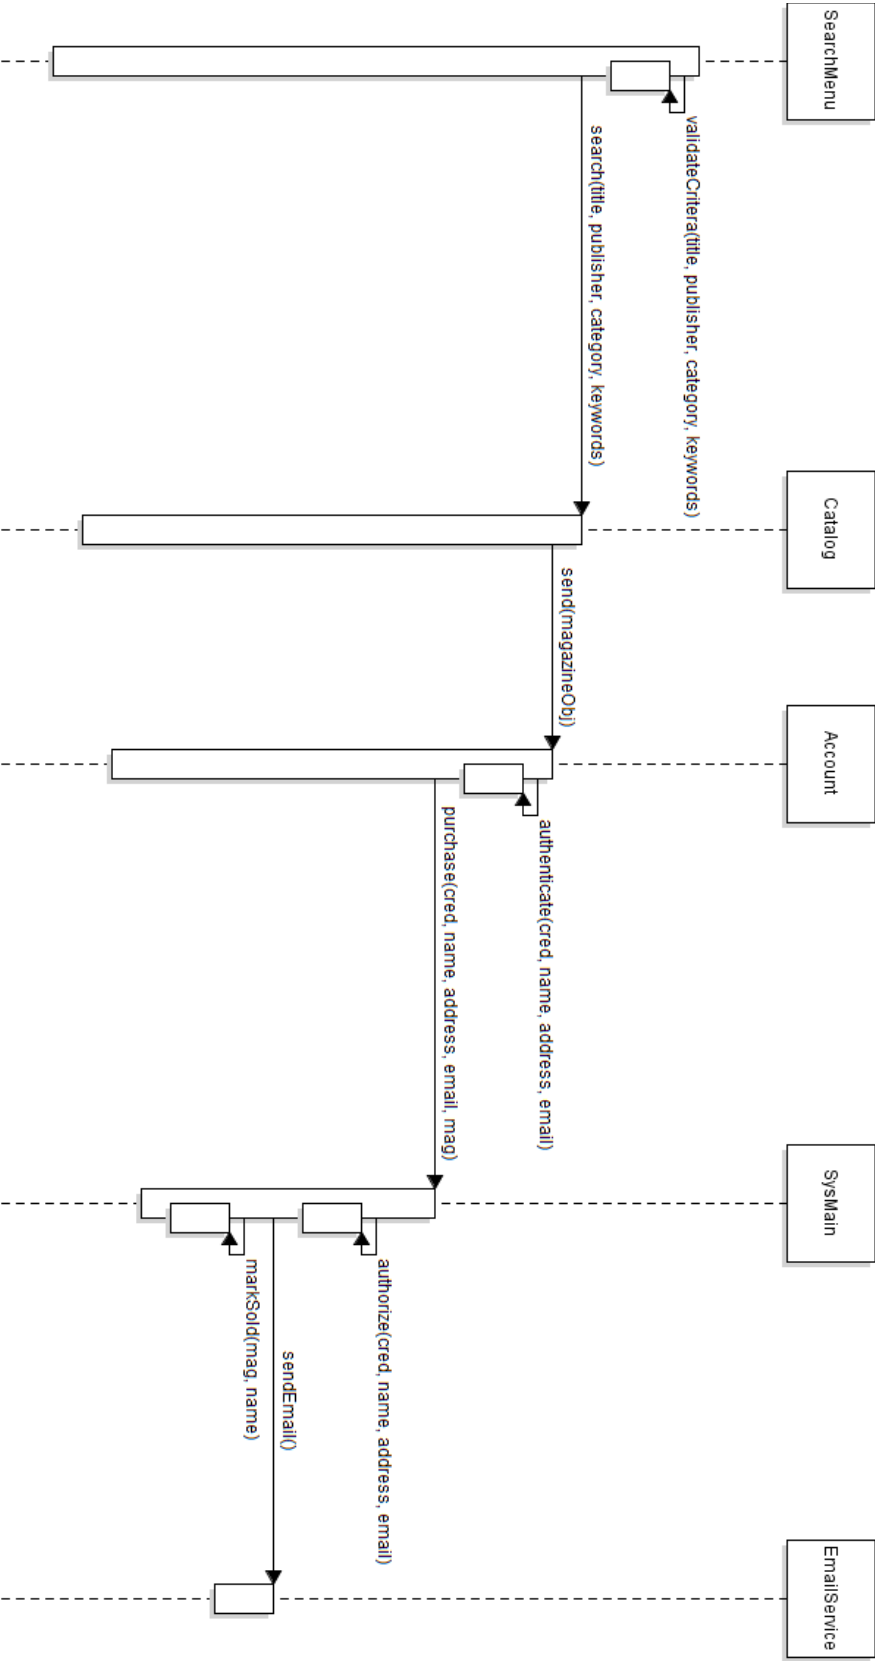 SearchMenu
Catalog
Account
SysMain
EmailService
validateCritera(title, publisher, category, keywords)
search(title, publisher, category, keywords)
send(magazineObj)
authenticate(cred, name, address, email)
purchase(cred, name, address, email, mag)
authorize(cred, name, address, email)
sendEmail()
markSold(mag, name)